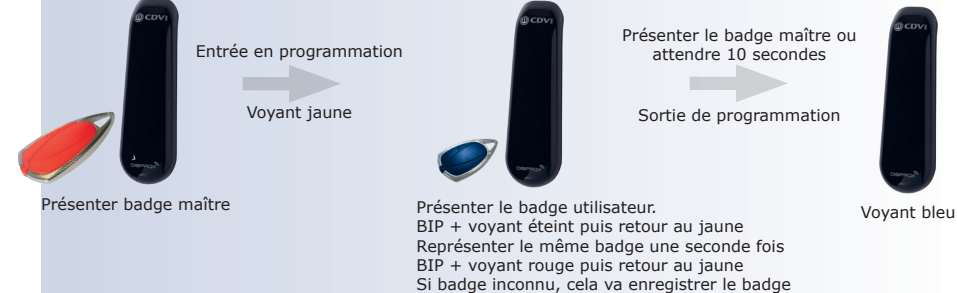 CDVI
CDVI
CDVI
Entrée en programmation
Voyant jaune
Présenter le badge maître ou
attendre 10 secondes
Sortie de programmation
DIGIPROX
DIGIPROX
DIGIPROX
Présenter badge maître
Présenter le badge utilisateur.
BIP + voyant éteint puis retour au jaune
Représenter le même badge une seconde fois
BIP + voyant rouge puis retour au jaune
Si badge inconnu, cela va enregistrer le badge
Voyant bleu